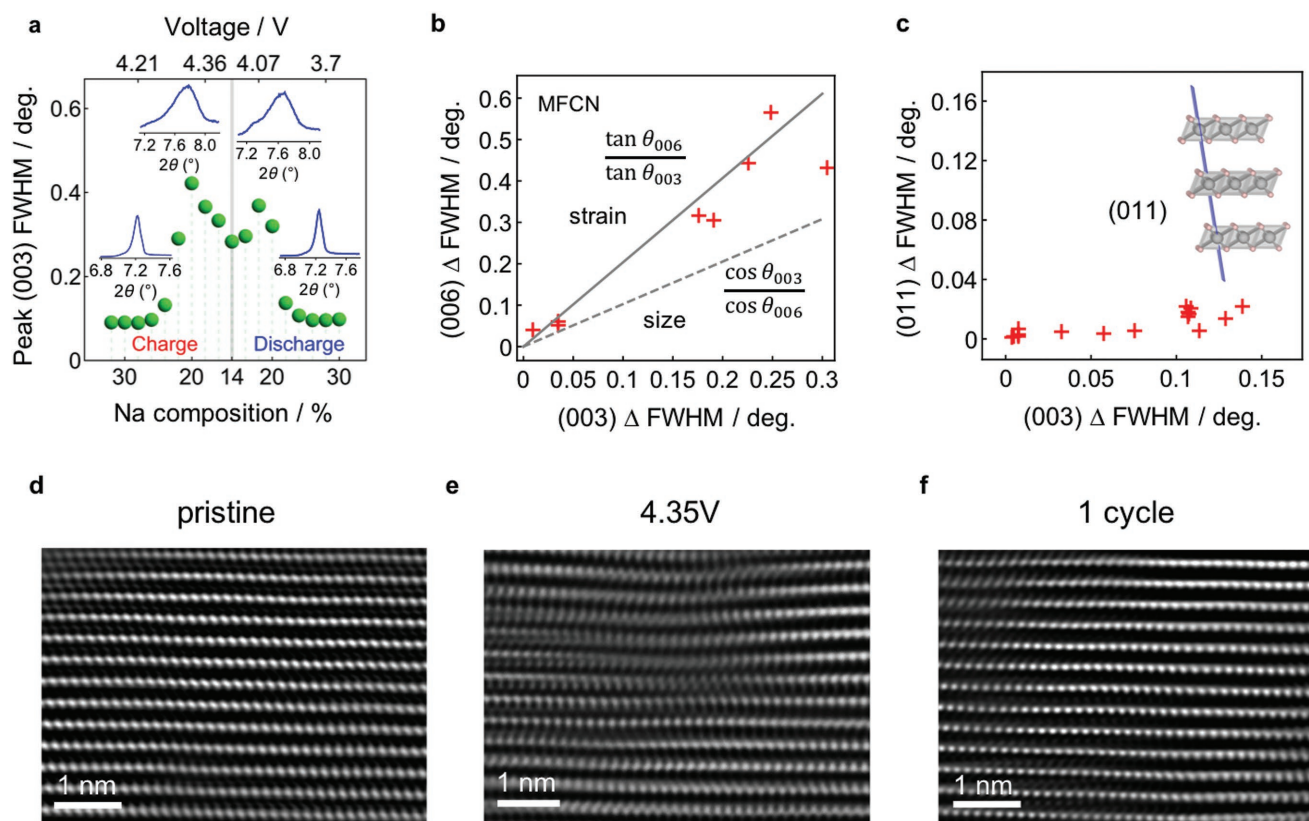 a
Voltage / V
4.21 4.36 4.07 3.7
Peak (003) FWHM / deg.
0.6
0.4
0.2
0
7.2 7.6 8.0
2θ (°)
7.2 7.6 8.0
2θ (°)
6.8 7.2 7.6
2θ (°)
6.8 7.2 7.6
2θ (°)
Charge
Discharge
30 20 14 20 30
Na composition / %
b
(006) Δ FWHM / deg.
0.6
0.5
0.4
0.3
0.2
0.1
0
MFCN
tan θ006
tan θ003
strain
cos θ003
cos θ006
size
0 0.05 0.1 0.15 0.2 0.25 0.3
(003) Δ FWHM / deg.
c
(011) Δ FWHM / deg.
0.16
0.12
0.08
0.04
0
(011)
0 0.05 0.10 0.15
(003) Δ FWHM / deg.
d
pristine
1 nm
e
4.35V
1 nm
f
1 cycle
1 nm